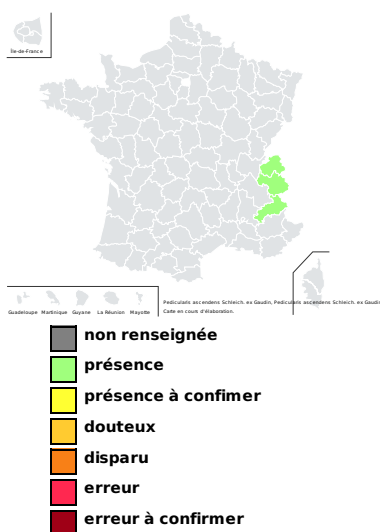 Île-de-France
Guadeloupe Martinique Guyane La Réunion Mayotte
Pedicularis ascendens Schleich. ex Gaudin, Pedicularis ascendens Schleich. ex Gaudi
Carte en cours d'élaboration.
non renseignée
présence
présence à confimer
douteux
disparu
erreur
erreur à confirmer